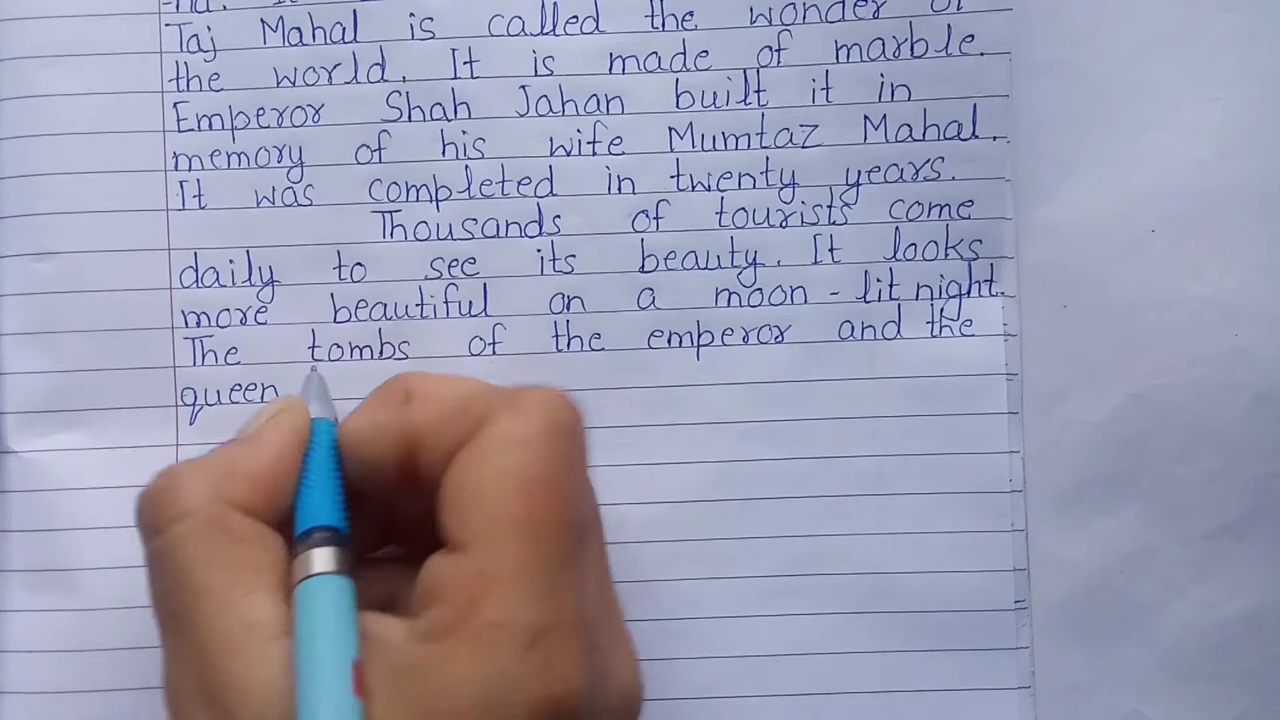 Taj Mahal is called the wonder of
the world. It is made of marble.
Emperor Shah Jahan built it in
memory of his wife Mumtaz Mahal.
It was completed in twenty years.
Thousands of tourists come
daily to see its beauty. It looks
more beautiful on a moon-lit night.
The tombs of the emperor and the
queen